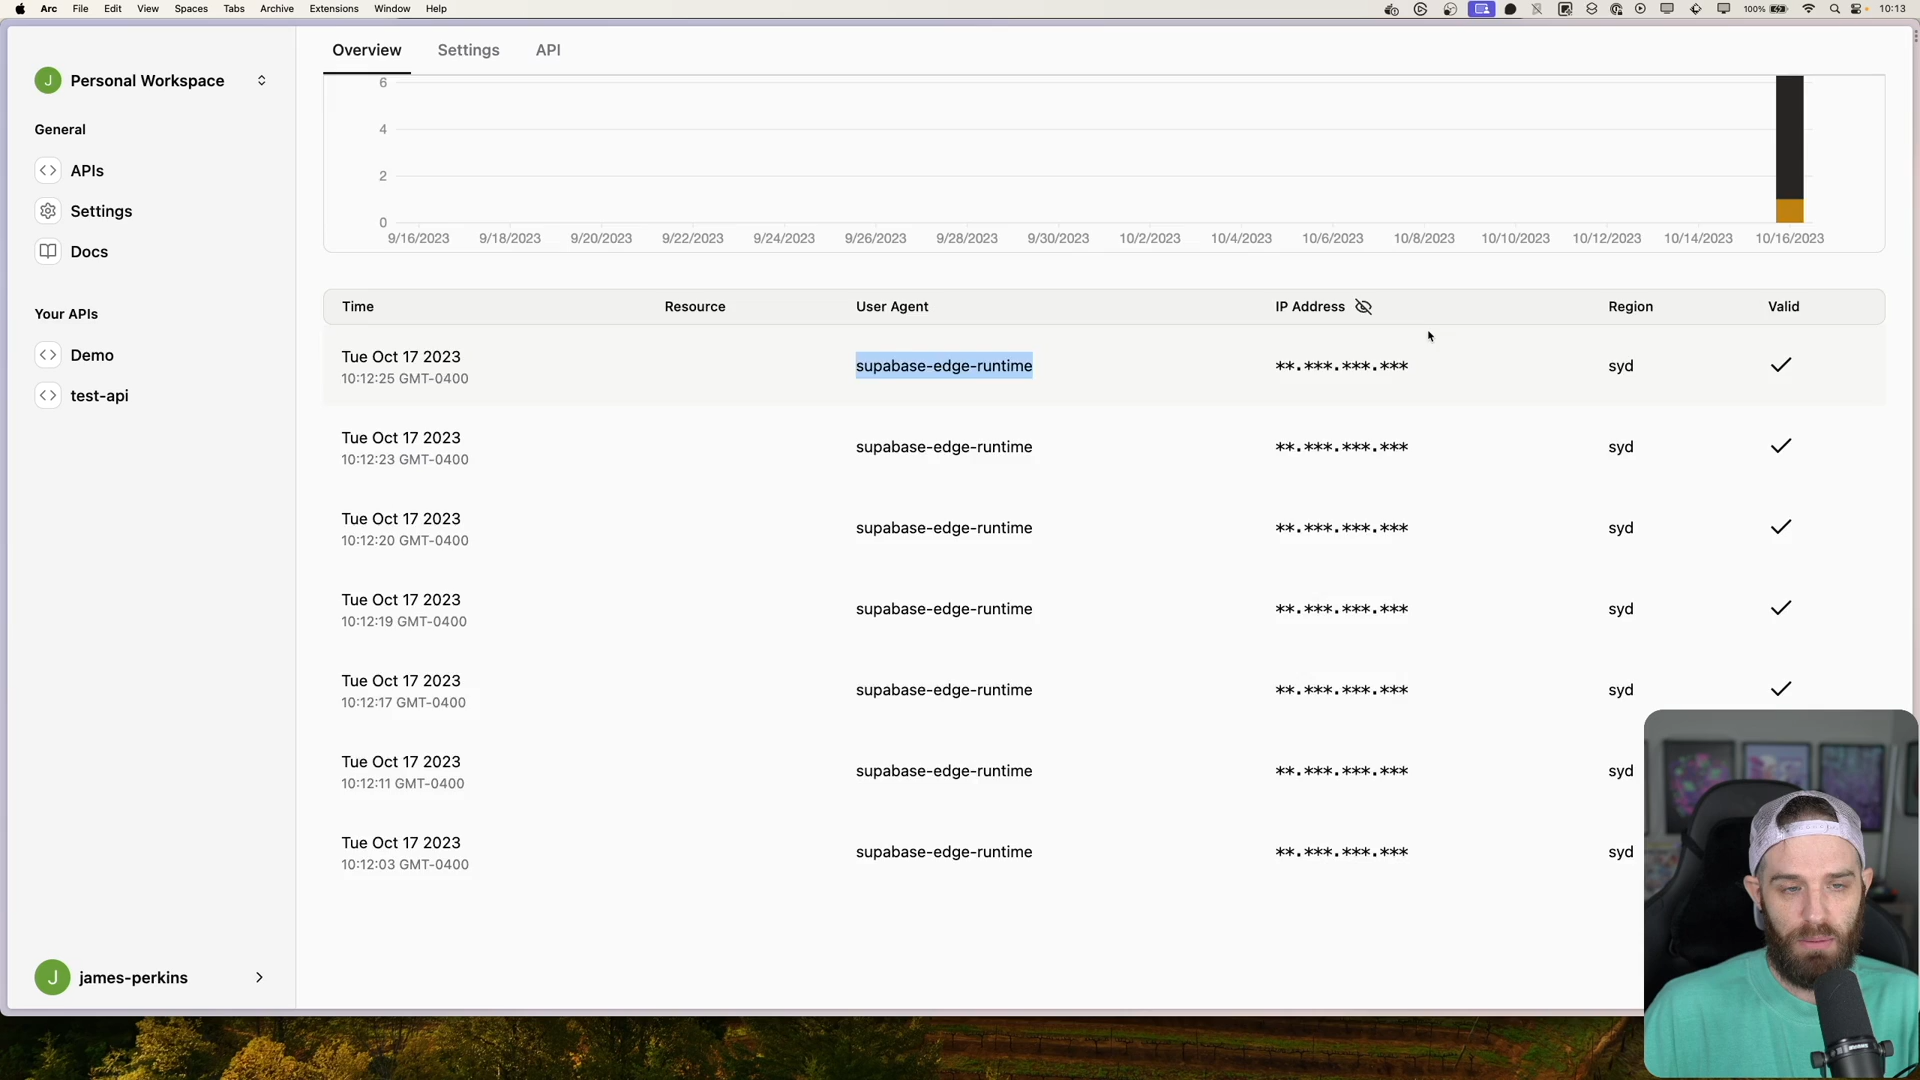 Arc File Edit View Spaces Tabs Archive Extensions Window Help 100% 10:13
J Personal Workspace
General
APIs
Settings
Docs
Your APIs
Demo
test-api
J james-perkins
Overview Settings API
6
4
2
0
9/16/2023 9/18/2023 9/20/2023 9/22/2023 9/24/2023 9/26/2023 9/28/2023 9/30/2023 10/2/2023 10/4/2023 10/6/2023 10/8/2023 10/10/2023 10/12/2023 10/14/2023 10/16/2023
Time Resource User Agent IP Address Region Valid
Tue Oct 17 2023
10:12:25 GMT-0400
supabase-edge-runtime **.***.***.*** syd
Tue Oct 17 2023
10:12:23 GMT-0400
supabase-edge-runtime **.***.***.*** syd
Tue Oct 17 2023
10:12:20 GMT-0400
supabase-edge-runtime **.***.***.*** syd
Tue Oct 17 2023
10:12:19 GMT-0400
supabase-edge-runtime **.***.***.*** syd
Tue Oct 17 2023
10:12:17 GMT-0400
supabase-edge-runtime **.***.***.*** syd
Tue Oct 17 2023
10:12:11 GMT-0400
supabase-edge-runtime **.***.***.*** syd
Tue Oct 17 2023
10:12:03 GMT-0400
supabase-edge-runtime **.***.***.*** syd